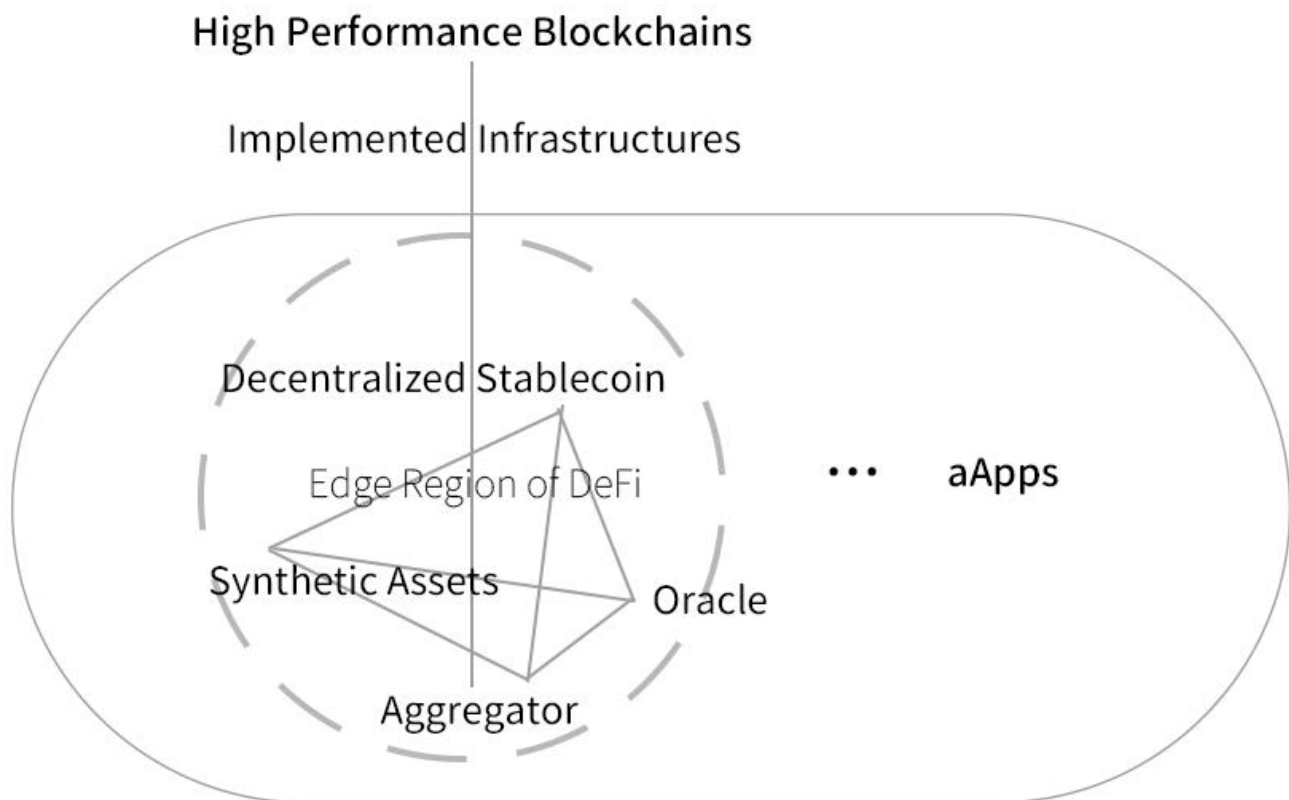 High Performance Blockchains
Implemented Infrastructures
Decentralized Stablecoin
Edge Region of DeFi
... aApps
Synthetic Assets
Oracle
Aggregator